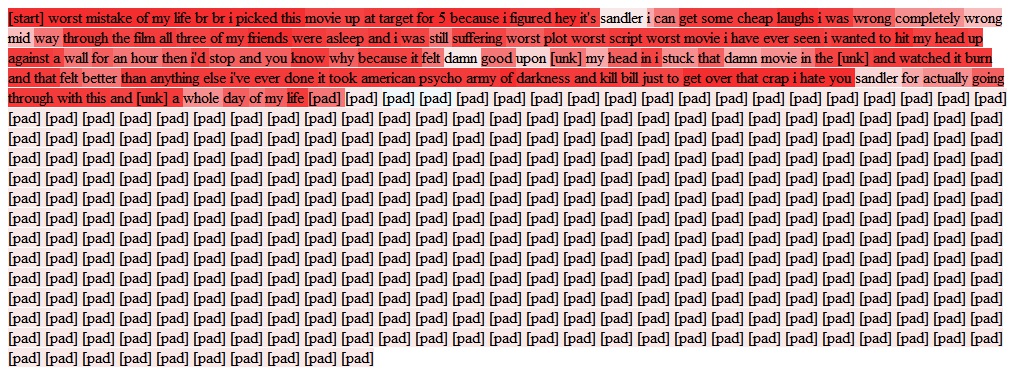 [start] worst mistake of my life br br i picked this movie up at target for 5 because i figured hey it's sandler i can get some cheap laughs i was wrong completely wrong
mid way through the film all three of my friends were asleep and i was still suffering worst plot worst script worst movie i have ever seen i wanted to hit my head up
against a wall for an hour then i'd stop and you know why because it felt damn good upon [unk] my head in i stuck that damn movie in the [unk] and watched it burn
and that felt better than anything else i've ever done it took american psycho army of darkness and kill bill just to get over that crap i hate you sandler for actually going
through with this and [unk] a whole day of my life [pad] [pad] [pad] [pad] [pad] [pad] [pad] [pad] [pad] [pad] [pad] [pad] [pad] [pad] [pad] [pad] [pad] [pad] [pad]
[pad] [pad] [pad] [pad] [pad] [pad] [pad] [pad] [pad] [pad] [pad] [pad] [pad] [pad] [pad] [pad] [pad] [pad] [pad] [pad] [pad] [pad] [pad] [pad] [pad] [pad] [pad]
[pad] [pad] [pad] [pad] [pad] [pad] [pad] [pad] [pad] [pad] [pad] [pad] [pad] [pad] [pad] [pad] [pad] [pad] [pad] [pad] [pad] [pad] [pad] [pad] [pad] [pad] [pad]
[pad] [pad] [pad] [pad] [pad] [pad] [pad] [pad] [pad] [pad] [pad] [pad] [pad] [pad] [pad] [pad] [pad] [pad] [pad] [pad] [pad] [pad] [pad] [pad] [pad] [pad] [pad]
[pad] [pad] [pad] [pad] [pad] [pad] [pad] [pad] [pad] [pad] [pad] [pad] [pad] [pad] [pad] [pad] [pad] [pad] [pad] [pad] [pad] [pad] [pad] [pad] [pad] [pad] [pad]
[pad] [pad] [pad] [pad] [pad] [pad] [pad] [pad] [pad] [pad] [pad] [pad] [pad] [pad] [pad] [pad] [pad] [pad] [pad] [pad] [pad] [pad] [pad] [pad] [pad] [pad] [pad]
[pad] [pad] [pad] [pad] [pad] [pad] [pad] [pad] [pad] [pad] [pad] [pad] [pad] [pad] [pad] [pad] [pad] [pad] [pad] [pad] [pad] [pad] [pad] [pad] [pad] [pad] [pad]
[pad] [pad] [pad] [pad] [pad] [pad] [pad] [pad] [pad] [pad] [pad] [pad] [pad] [pad] [pad] [pad] [pad] [pad] [pad] [pad] [pad] [pad] [pad] [pad] [pad] [pad] [pad]
[pad] [pad] [pad] [pad] [pad] [pad] [pad] [pad] [pad] [pad] [pad] [pad] [pad] [pad] [pad] [pad] [pad] [pad] [pad] [pad] [pad] [pad] [pad] [pad] [pad] [pad] [pad]
[pad] [pad] [pad] [pad] [pad] [pad] [pad] [pad] [pad] [pad] [pad] [pad] [pad] [pad] [pad] [pad] [pad] [pad] [pad] [pad] [pad] [pad] [pad] [pad] [pad] [pad] [pad]
[pad] [pad] [pad] [pad] [pad] [pad] [pad] [pad] [pad] [pad] [pad] [pad] [pad] [pad] [pad] [pad] [pad] [pad] [pad] [pad] [pad] [pad] [pad] [pad] [pad] [pad] [pad]
[pad] [pad] [pad] [pad] [pad] [pad] [pad] [pad] [pad] [pad] [pad] [pad] [pad] [pad] [pad] [pad] [pad] [pad] [pad] [pad] [pad] [pad] [pad] [pad] [pad] [pad] [pad]
[pad] [pad] [pad] [pad] [pad] [pad] [pad] [pad] [pad] [pad] [pad] [pad] [pad] [pad] [pad] [pad] [pad] [pad] [pad] [pad] [pad] [pad] [pad] [pad] [pad] [pad] [pad]
[pad] [pad] [pad] [pad] [pad] [pad] [pad] [pad] [pad] [pad]